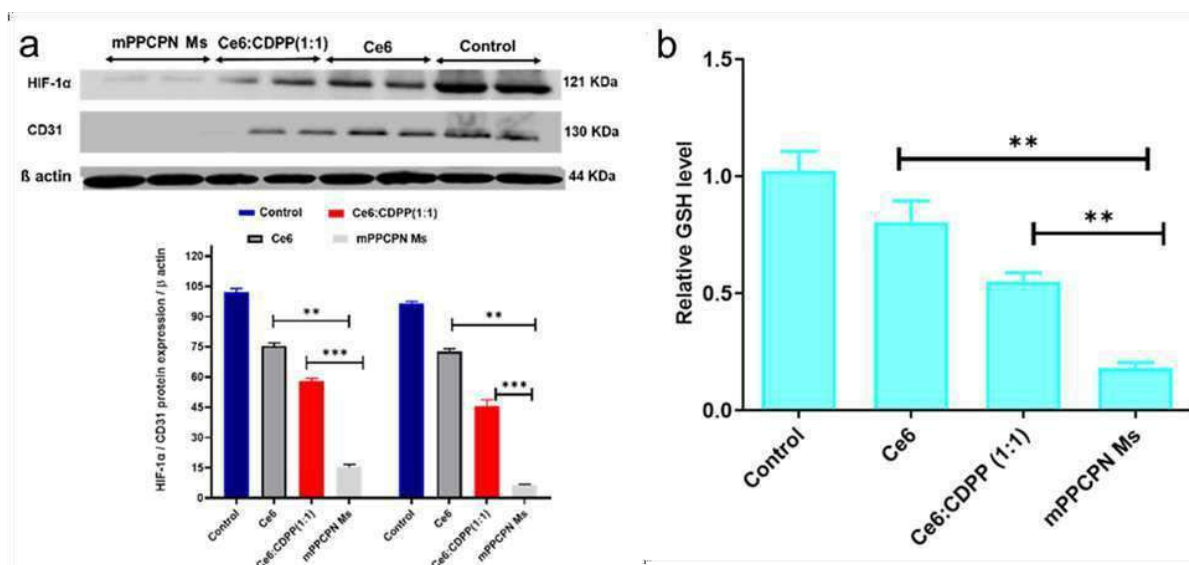 a
mPPCPN Ms Ce6:CDPP(1:1) Ce6 Control
HIF-1α 121 KDa
CD31 130 KDa
ß actin 44 KDa
Control Ce6:CDPP(1:1)
Ce6 mPPCPN Ms
HIF-1α / CD31 protein expression / β actin
120
105
90
75
60
45
30
15
0
** ***
** ***
Control Ce6 Ce6:CDPP(1:1) mPPCPN Ms Control Ce6 Ce6:CDPP(1:1) mPPCPN Ms
b
Relative GSH level
1.5
1.0
0.5
0.0
**
**
Control Ce6 Ce6:CDPP (1:1) mPPCPN Ms